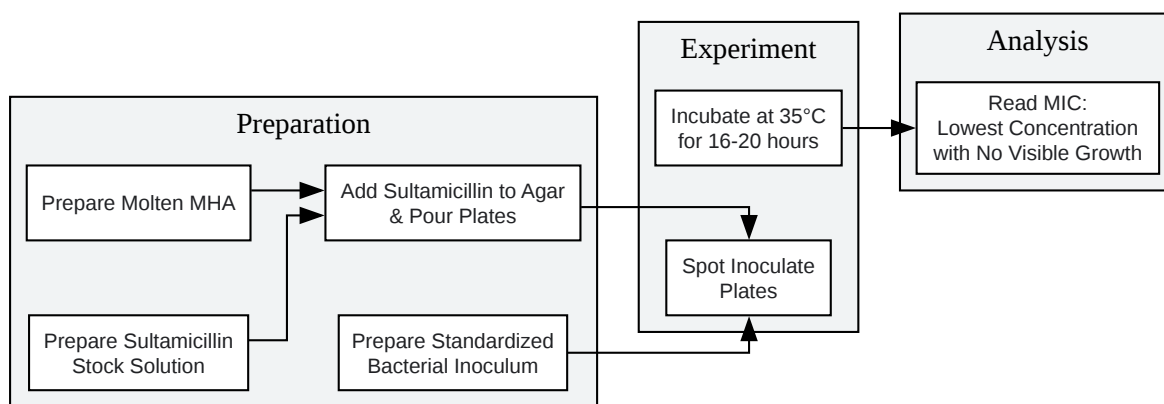 Preparation
Prepare Molten MHA
Add Sultamicillin to Agar
& Pour Plates
Prepare Sultamicillin
Stock Solution
Prepare Standardized
Bacterial Inoculum
Experiment
Incubate at 35°C
for 16-20 hours
Spot Inoculate
Plates
Analysis
Read MIC:
Lowest Concentration
with No Visible Growth